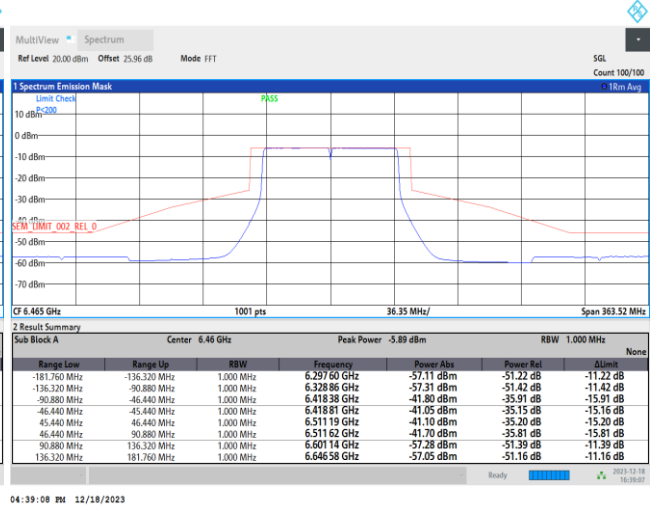 MultiView Spectrum
Ref Level 20.00 dBm Offset 25.96 dB Mode FFT SGL
Count 100/100
1 Spectrum Emission Mask 1Rm Avg
Limit Check PASS
P<200
10 dBm
0 dBm
-10 dBm
-20 dBm
-30 dBm
-40 dBm
SEM_LIMIT_002_REL_0
-50 dBm
-60 dBm
-70 dBm
CF 6.465 GHz 1001 pts 36.35 MHz/ Span 363.52 MHz
2 Result Summary
Sub Block A Center 6.46 GHz Peak Power -5.89 dBm RBW 1.000 MHz
None
Range Low Range Up RBW Frequency Power Abs Power Rel ΔLimit
-181.760 MHz -136.320 MHz 1.000 MHz 6.297 60 GHz -57.11 dBm -51.22 dB -11.22 dB
-136.320 MHz -90.880 MHz 1.000 MHz 6.328 86 GHz -57.31 dBm -51.42 dB -11.42 dB
-90.880 MHz -46.440 MHz 1.000 MHz 6.418 38 GHz -41.80 dBm -35.91 dB -15.91 dB
-46.440 MHz -45.440 MHz 1.000 MHz 6.418 81 GHz -41.05 dBm -35.15 dB -15.16 dB
45.440 MHz 46.440 MHz 1.000 MHz 6.511 19 GHz -41.10 dBm -35.20 dB -15.20 dB
46.440 MHz 90.880 MHz 1.000 MHz 6.511 62 GHz -41.70 dBm -35.81 dB -15.81 dB
90.880 MHz 136.320 MHz 1.000 MHz 6.601 14 GHz -57.28 dBm -51.39 dB -11.39 dB
136.320 MHz 181.760 MHz 1.000 MHz 6.646 58 GHz -57.05 dBm -51.16 dB -11.16 dB
Ready 2023-12-18
16:39:07
04:39:08 PM 12/18/2023